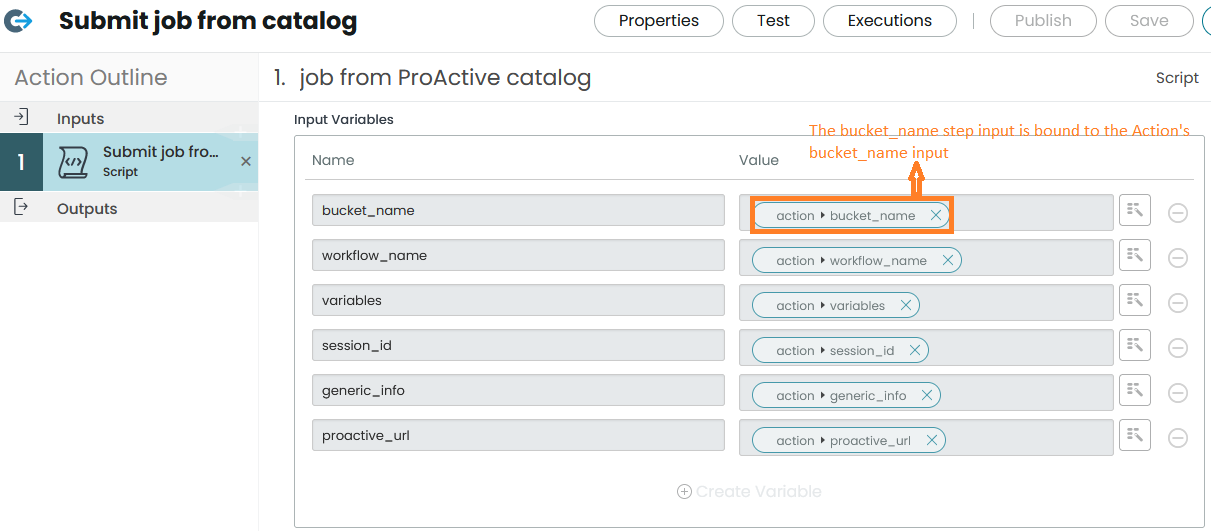 Submit job from catalog
Properties
Test
Executions
Publish
Save
Action Outline
1. job from ProActive catalog
Script
Inputs
1
Submit job fro...
Script
Outputs
Input Variables
The bucket_name step input is bound to the Action's
bucket_name input
Name
Value
bucket_name
action bucket_name
workflow_name
action workflow_name
variables
action variables
session_id
action session_id
generic_info
action generic_info
proactive_url
action proactive_url
Create Variable